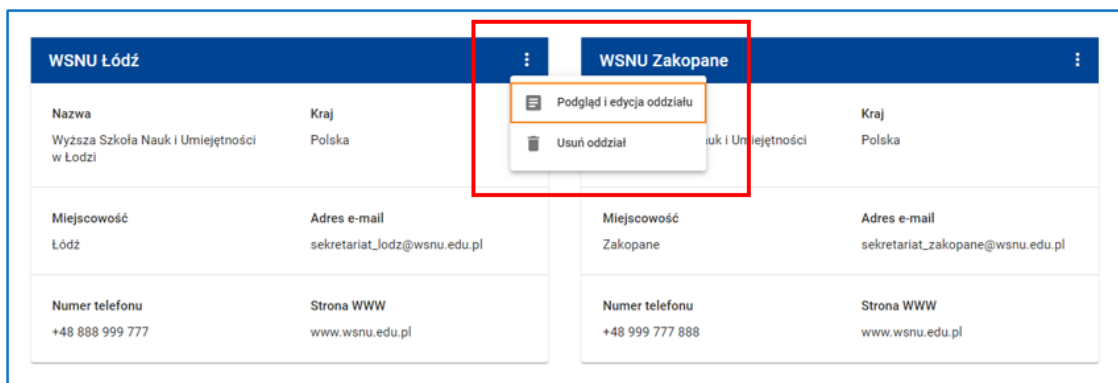 WSNU Łódź
Nazwa
Wyższa Szkoła Nauk i Umiejętności
w Łodzi
Kraj
Polska
Miejscowość
Łódź
Adres e-mail
sekretariat_lodz@wsnu.edu.pl
Numer telefonu
+48 888 999 777
Strona WWW
www.wsnu.edu.pl
Podgląd i edycja oddziału
Usuń oddział
WSNU Zakopane
i Umiejętności
Kraj
Polska
Miejscowość
Zakopane
Adres e-mail
sekretariat_zakopane@wsnu.edu.pl
Numer telefonu
+48 999 777 888
Strona WWW
www.wsnu.edu.pl